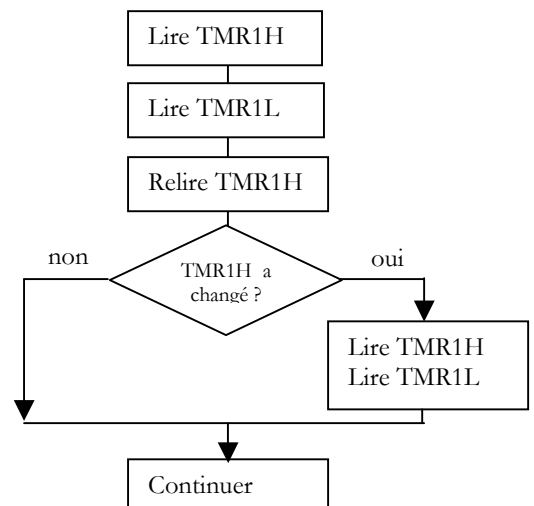 Lire TMR1H
Lire TMR1L
Relire TMR1H
non
TMR1H a
changé ?
oui
Lire TMR1H
Lire TMR1L
Continuer